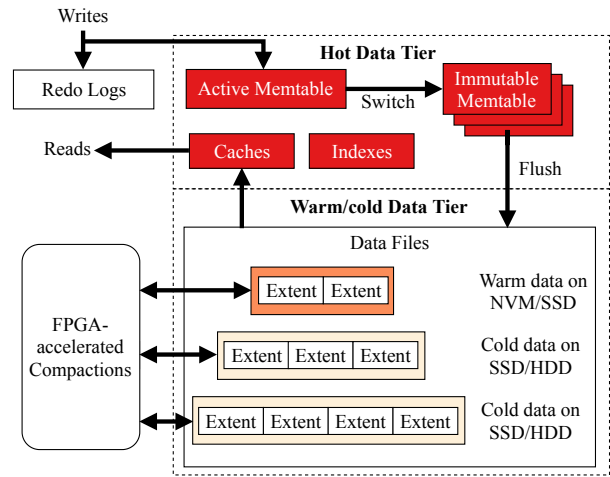 Writes
Hot Data Tier
Redo Logs
Active Memtable
Switch
Immutable
Memtable
Reads
Caches
Indexes
Flush
Warm/cold Data Tier
Data Files
FPGA-
accelerated
Compactions
Extent Extent
Warm data on
NVM/SSD
Extent Extent Extent
Cold data on
SSD/HDD
Extent Extent Extent Extent
Cold data on
SSD/HDD